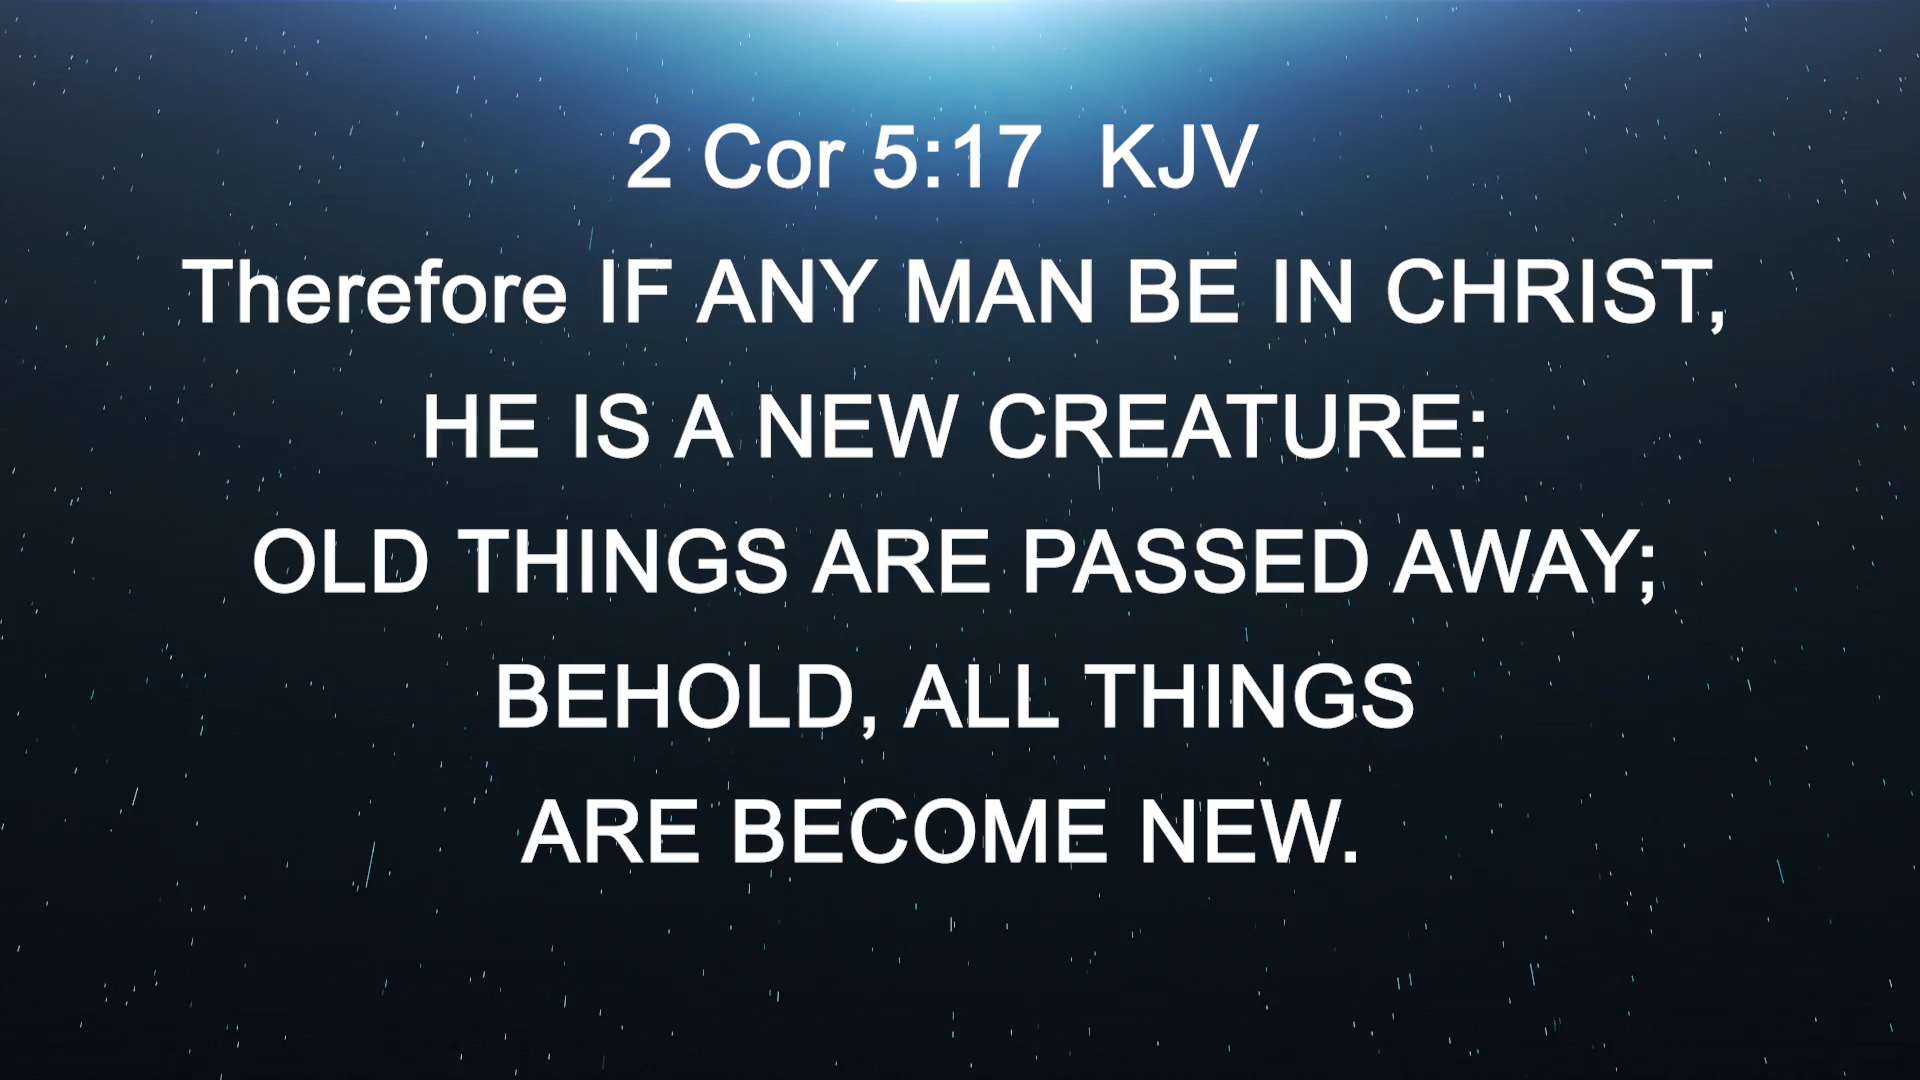 2 Cor 5:17  KJV
Therefore IF ANY MAN BE IN CHRIST,
HE IS A NEW CREATURE:
OLD THINGS ARE PASSED AWAY;
BEHOLD, ALL THINGS
ARE BECOME NEW.